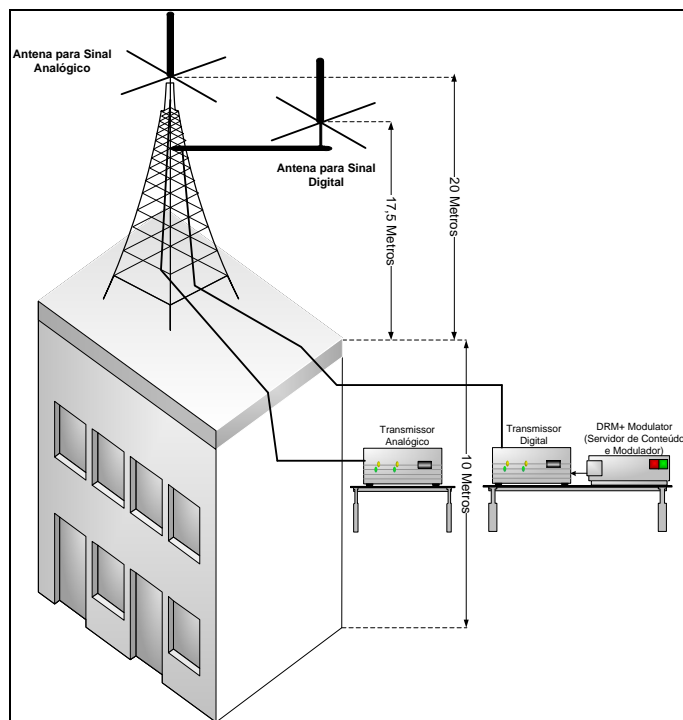 Antena para Sinal
Analógico
Antena para Sinal
Digital
17,5 Metros
20 Metros
10 Metros
Transmissor
Analógico
Transmissor
Digital
DRM+ Modulator
(Servidor de Conteúdo
e Modulador)